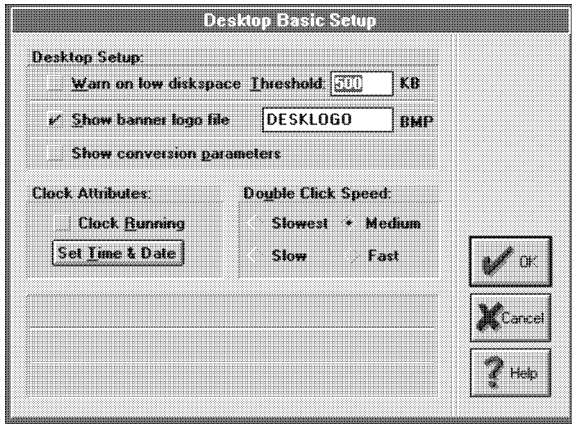 Desktop Basic Setup
Desktop Setup:
Warn on low diskspace Threshold: 500 KB
Show banner logo file DESKLOGO BMP
Show conversion parameters
Clock Attributes:
Clock Running
Set Time & Date
Double Click Speed:
Slowest Medium
Slow Fast
OK
Cancel
Help